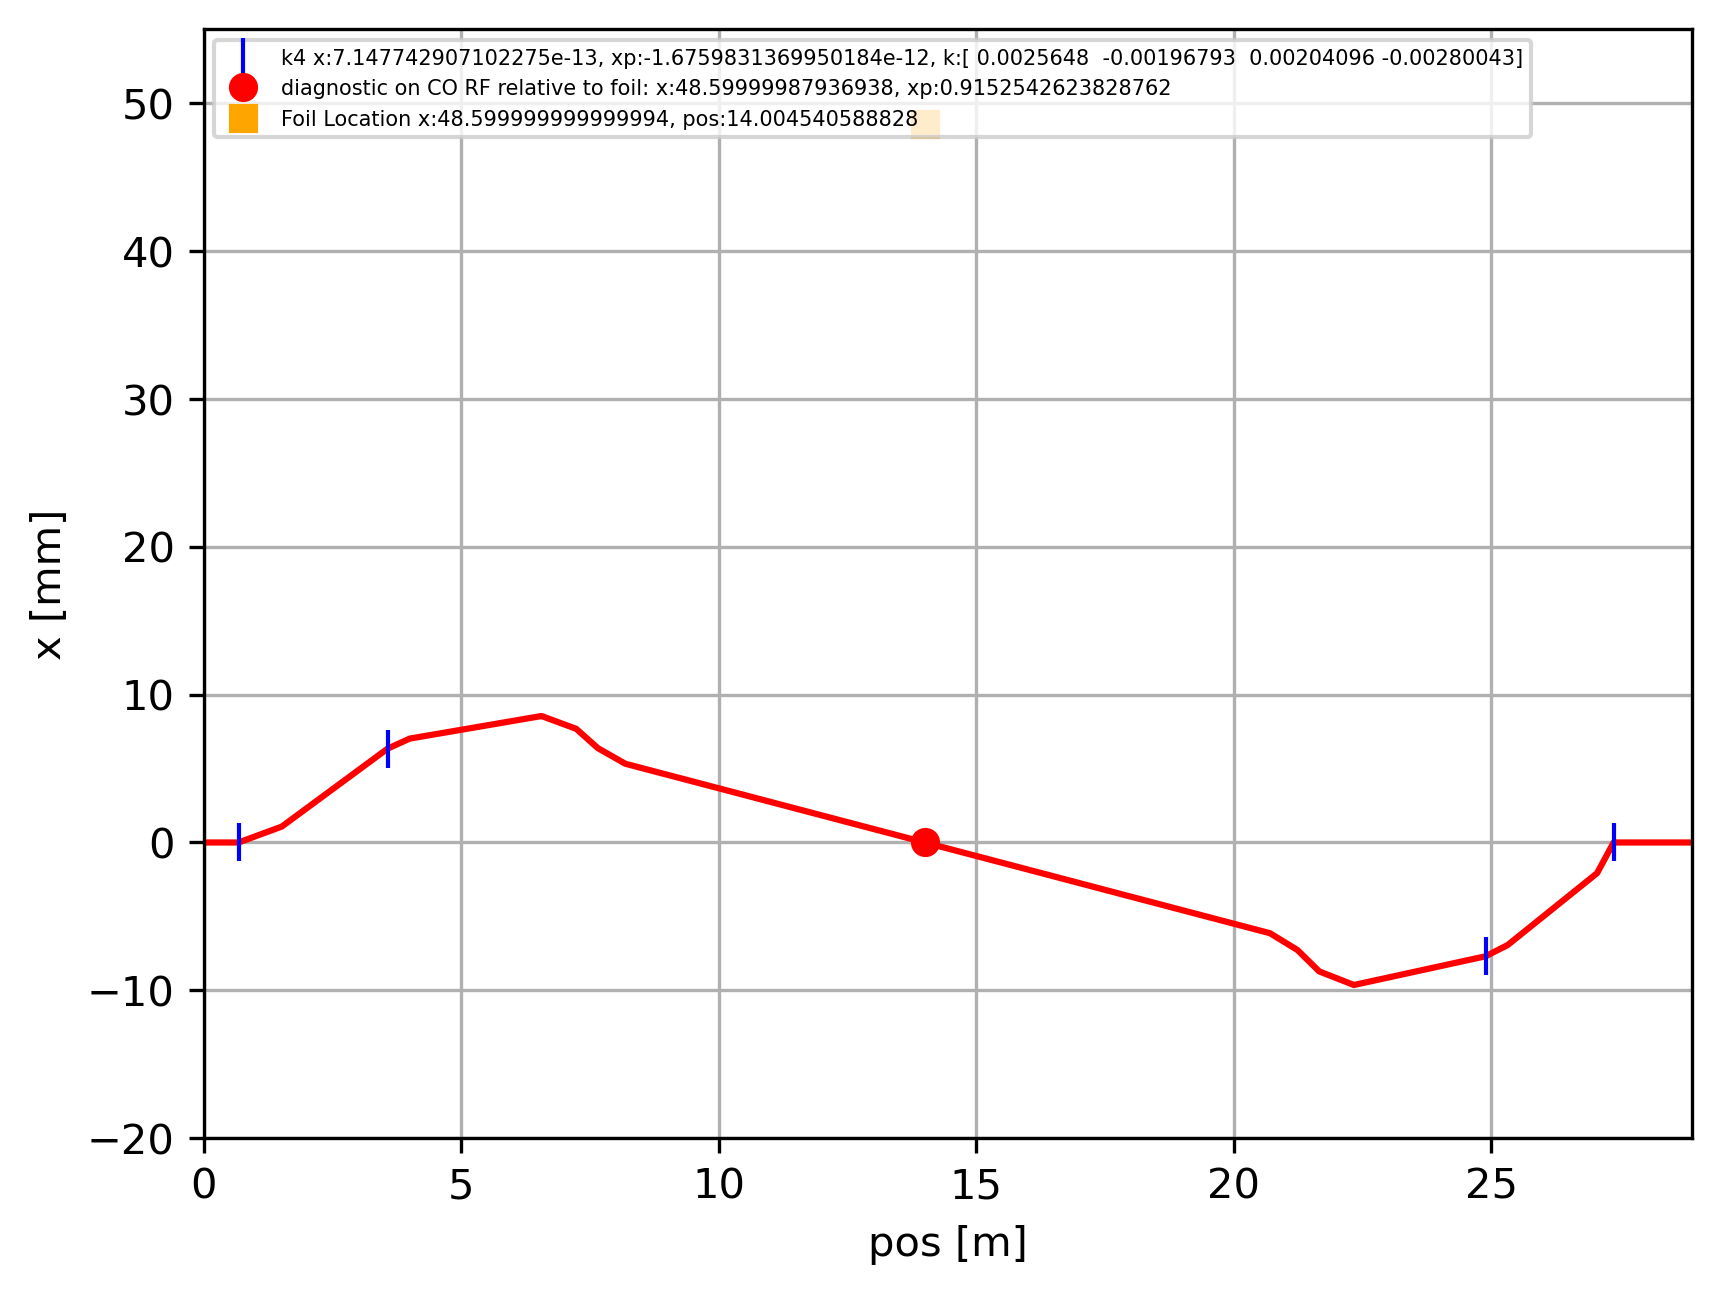 k4 x:7.147742907102275e-13, xp:-1.6759831369950184e-12, k:[ 0.0025648  -0.00196793  0.00204096 -0.00280043]
diagnostic on CO RF relative to foil: x:48.59999987936938, xp:0.9152542623828762
Foil Location x:48.599999999999994, pos:14.004540588828
50
40
30
20
10
0
−10
−20
x [mm]
0 5 10 15 20 25
pos [m]